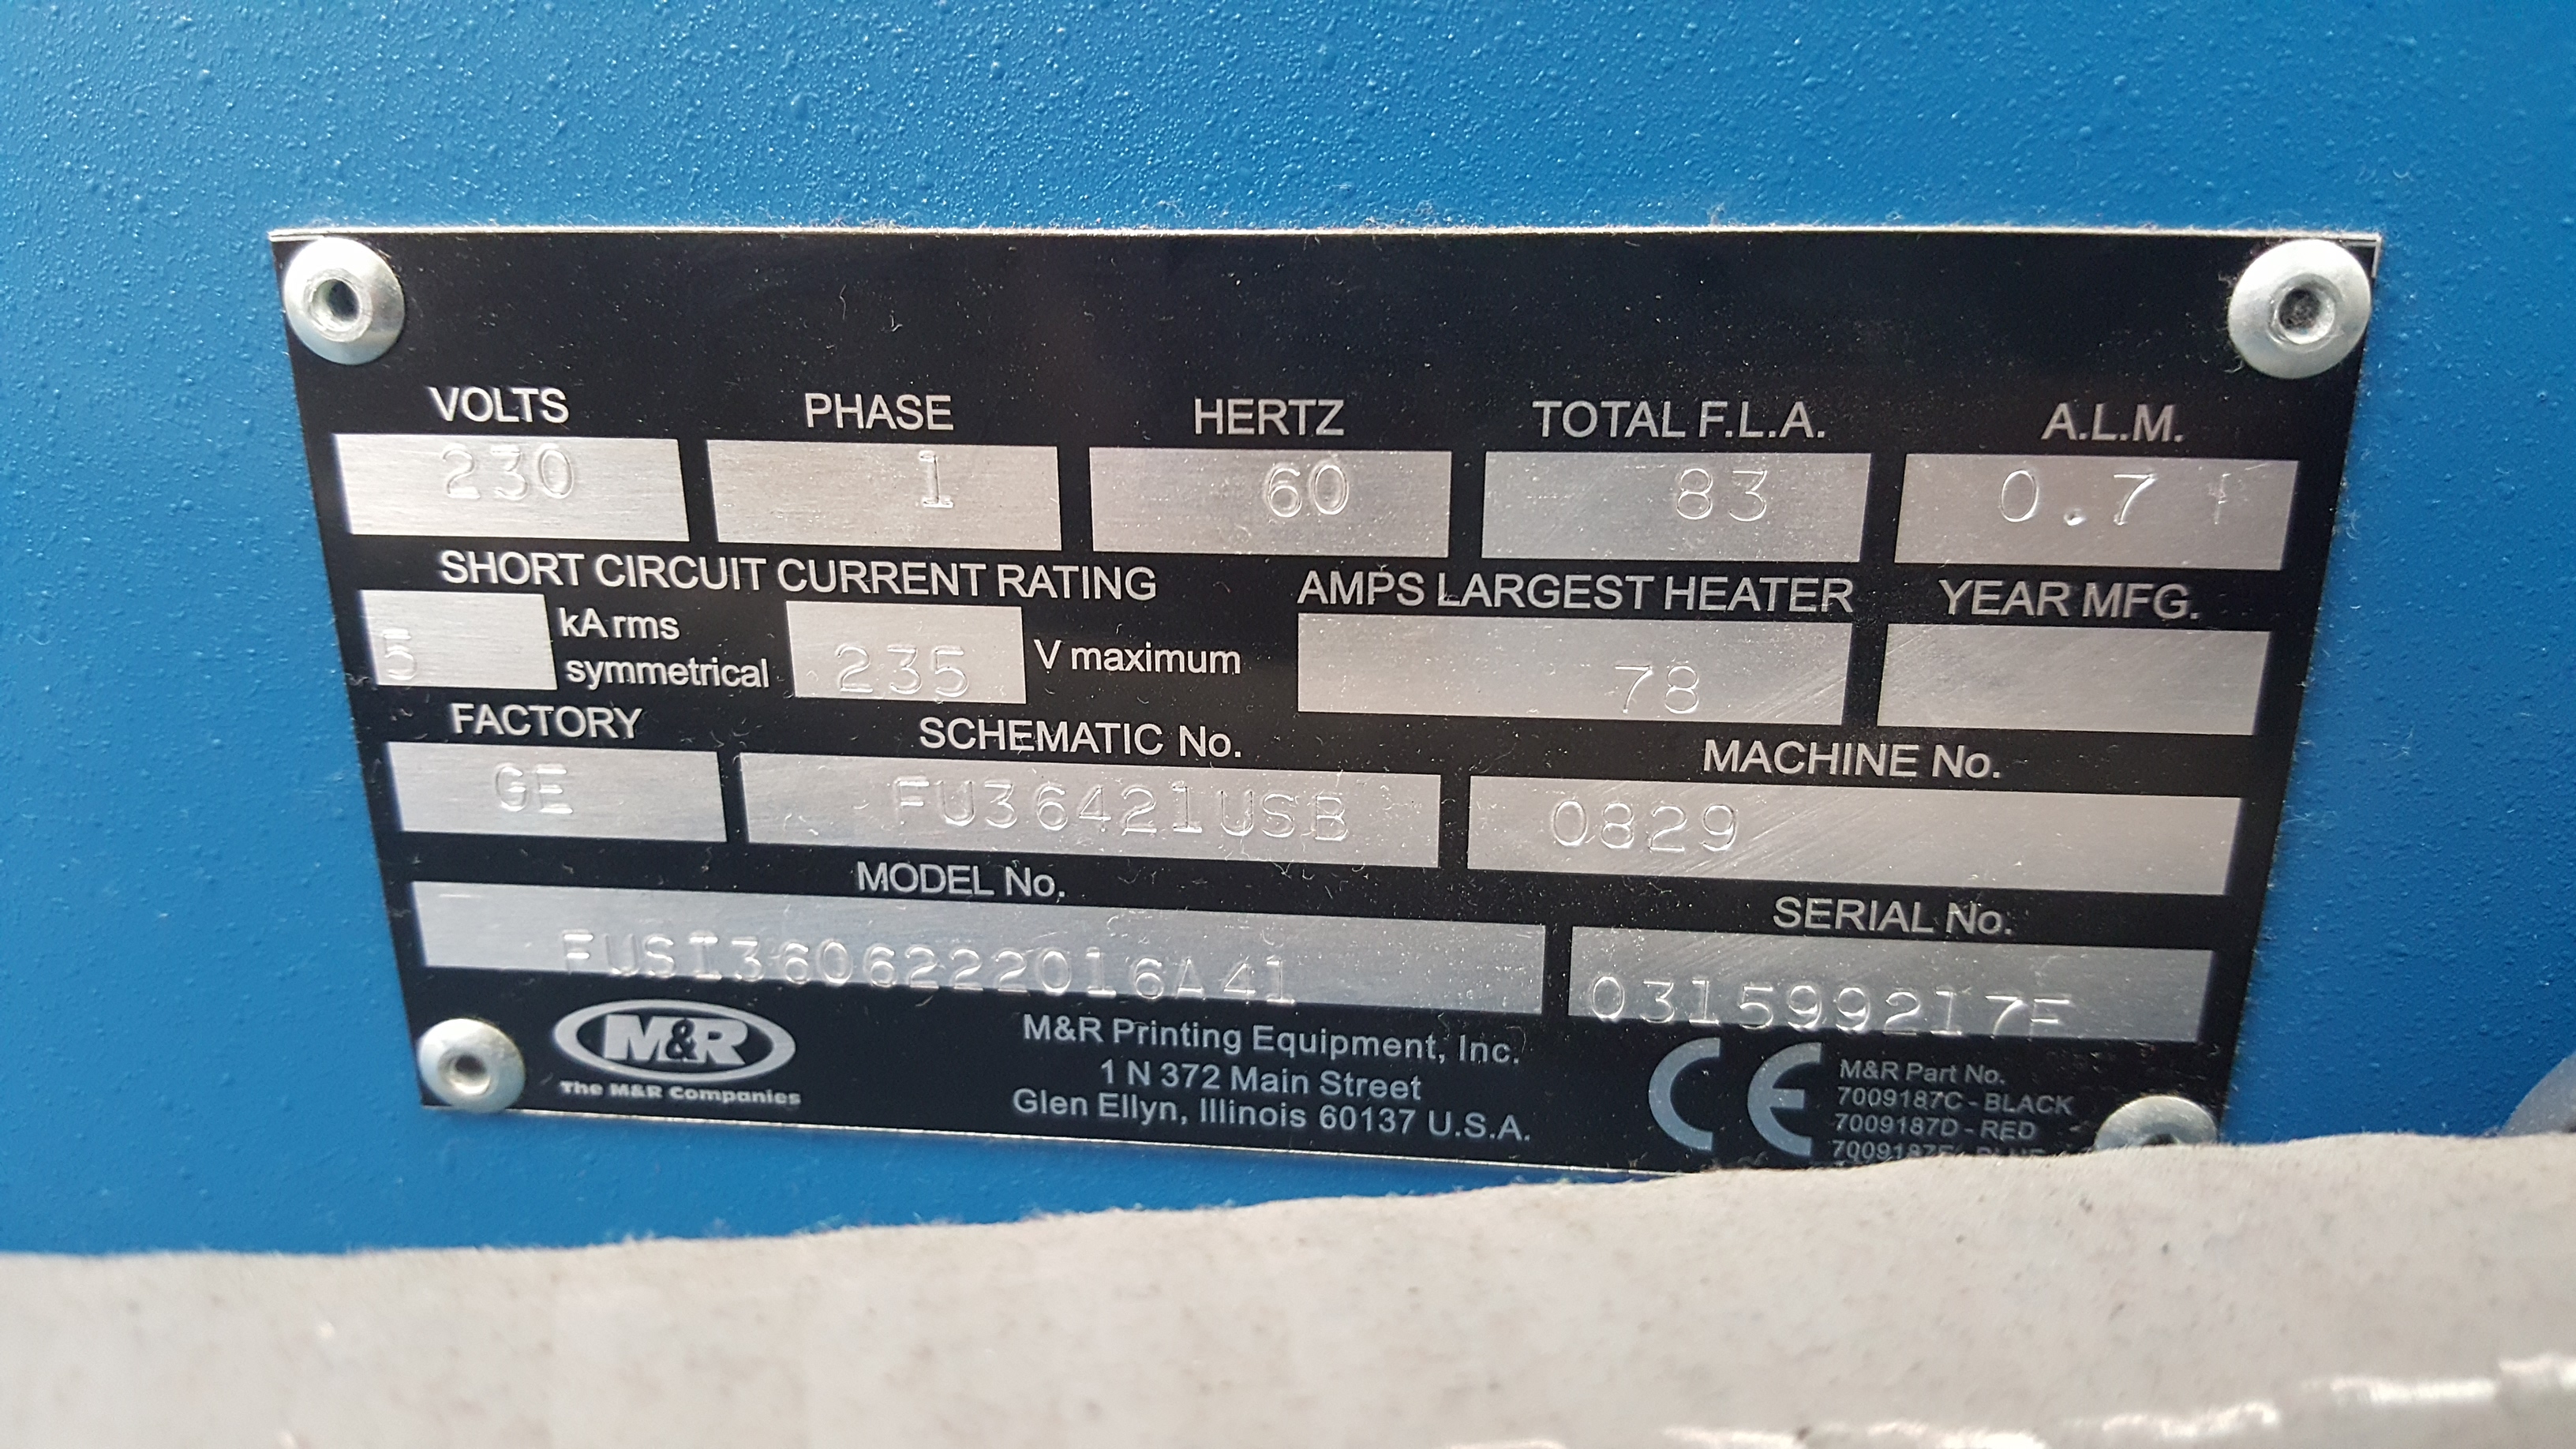 VOLTS PHASE HERTZ TOTAL F.L.A. A.L.M.
230 1 60 83 0.7
SHORT CIRCUIT CURRENT RATING AMPS LARGEST HEATER YEAR MFG.
5 kA rms symmetrical 235 V maximum 78
FACTORY SCHEMATIC No. MACHINE No.
GE FU36421USB 0829
MODEL No. SERIAL No.
FUSI3606222016A41 031599217F
M&R
The M&R Companies
M&R Printing Equipment, Inc.
1 N 372 Main Street
Glen Ellyn, Illinois 60137 U.S.A.
CE
M&R Part No.
7009187C - BLACK
7009187D - RED